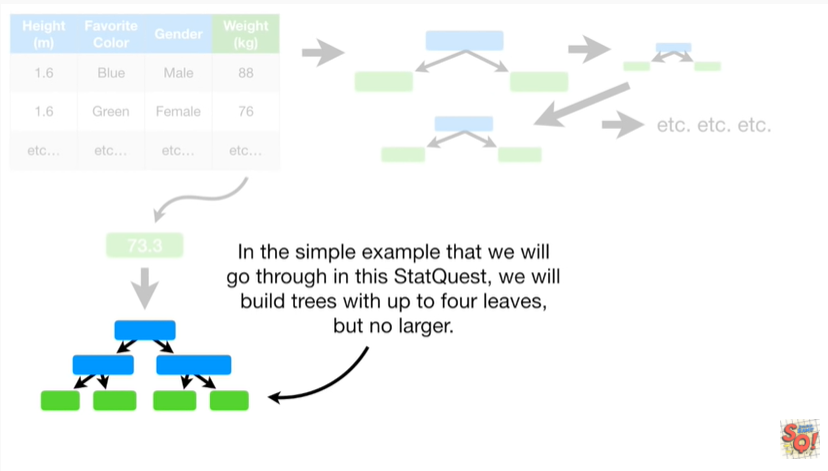 Height (m) Favorite Color Gender Weight (kg)
1.6 Blue Male 88
1.6 Green Female 76
etc... etc... etc... etc...
etc. etc. etc.
73.3
In the simple example that we will
go through in this StatQuest, we will
build trees with up to four leaves,
but no larger.
SQ!